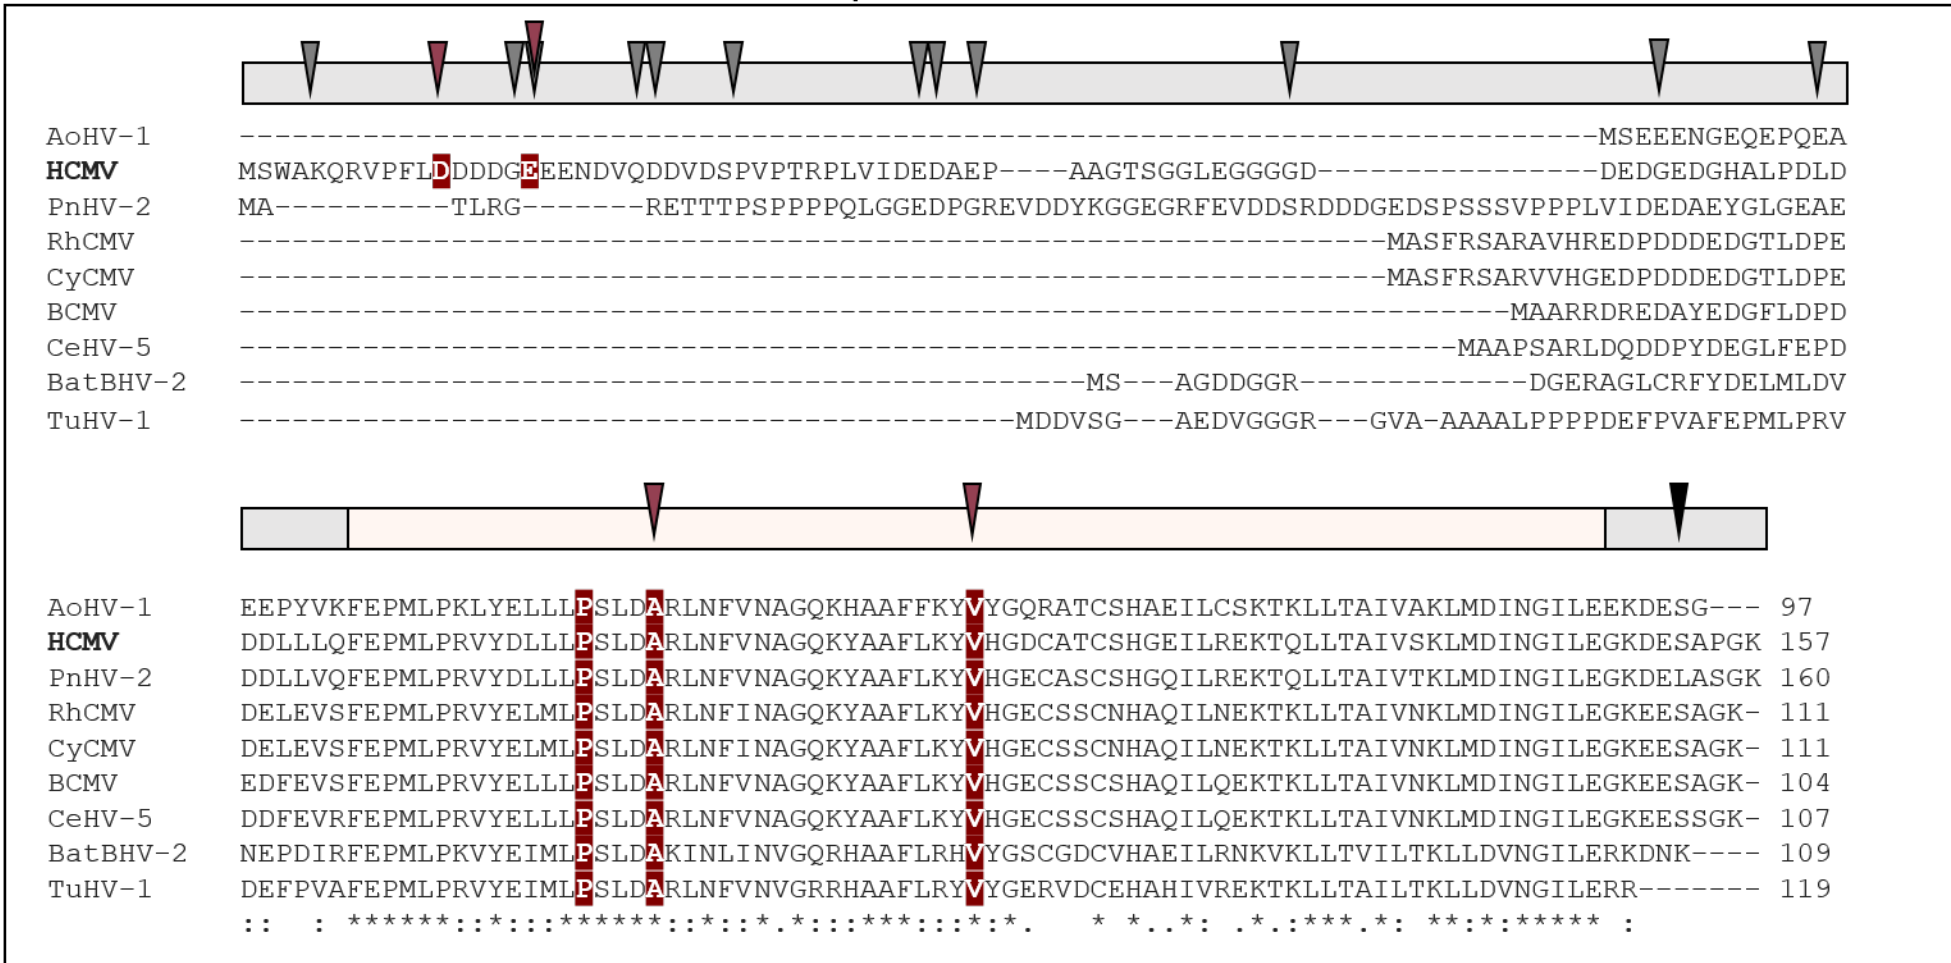 AoHV-1 -----------------------------------------------------------------------------MSEEENGEQEPQEA
HCMV MSWAKQRVPFLDDDDGEEENDVQDDVDSPVPTRPLVIDEDAEP----AAGTSGGLEGGGGD----------------DEDGEDGHALPDLD
PnHV-2 MA----------TLRG-------RETTTPSPPPPQLGGEDPGREVDDYKGGEGRFEVDDSRDDDGEDSPSSSVPPPLVIDEDAEYGLGEAE
RhCMV -----------------------------------------------------------------MASFRSARAVHREDPDDDEDGTLDPE
CyCMV -----------------------------------------------------------------MASFRSARVVHGEDPDDDEDGTLDPE
BCMV ------------------------------------------------------------------------MAARRDREDAYEDGFLDPD
CeHV-5 ---------------------------------------------------------------------MAAPSARLDQDDPYDEGLFEPD
BatBHV-2 ------------------------------------------------MS---AGDDGGR-------------DGERAGLCRFYDELMLDV
TuHV-1 --------------------------------------------MDDVSG---AEDVGGGR---GVA-AAAALPPPPDEFPVAFEPMLPRV
AoHV-1 EEPYVKFEPMLPKLYELLLPSLDARLNFVNAGQKHAAFFKYVYGQRATCSHAEILCSKTKLLTAIVAKLMDINGILEEKDESG--- 97
HCMV DDLLLQFEPMLPRVYDLLLPSLDARLNFVNAGQKYAAFLKYVHGDCATCSHGEILREKTQLLTAIVSKLMDINGILEGKDESAPGK 157
PnHV-2 DDLLVQFEPMLPRVYDLLLPSLDARLNFVNAGQKYAAFLKYVHGECASCSHGQILREKTQLLTAIVTKLMDINGILEGKDELASGK 160
RhCMV DELEVSFEPMLPRVYELMLPSLDARLNFINAGQKYAAFLKYVHGECSSCNHAQILNEKTKLLTAIVNKLMDINGILEGKEESAGK- 111
CyCMV DELEVSFEPMLPRVYELMLPSLDARLNFINAGQKYAAFLKYVHGECSSCNHAQILNEKTKLLTAIVNKLMDINGILEGKEESAGK- 111
BCMV EDFEVSFEPMLPRVYELLLPSLDARLNFVNAGQKYAAFLKYVHGECSSCSHAQILQEKTKLLTAIVNKLMDINGILEGKEESAGK- 104
CeHV-5 DDFEVRFEPMLPRVYELLLPSLDARLNFVNAGQKYAAFLKYVHGECSSCSHAQILQEKTKLLTAIVNKLMDINGILEGKEESSGK- 107
BatBHV-2 NEPDIRFEPMLPKVYEIMLPSLDAKINLINVGQRHAAFLRHVYGSCGDCVHAEILRNKVKLLTVILTKLLDVNGILERKDNK---- 109
TuHV-1 DEFPVAFEPMLPRVYEIMLPSLDARLNFVNVGRRHAAFLRYVYGERVDCEHAHIVREKTKLLTAILTKLLDVNGILERR------- 119
::  : ******::*:::******::*::*.*:::***:::*:*.   * *..*: .*.:***.*: **:*:***** :